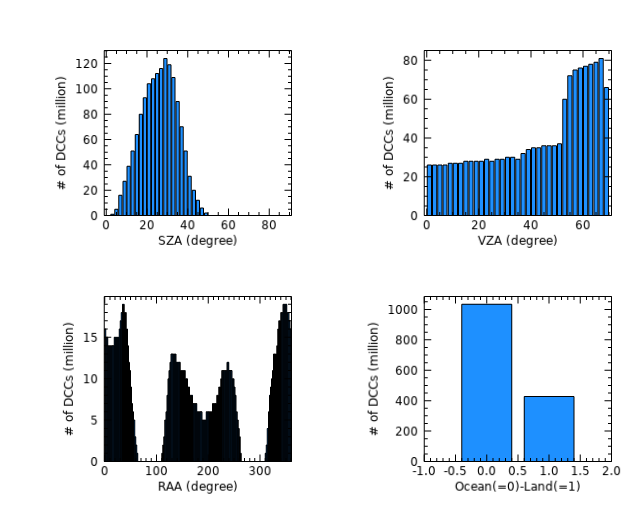 # of DCCs (million)
120
100
80
60
40
20
0
0 20 40 60 80
SZA (degree)
# of DCCs (million)
80
60
40
20
0
0 20 40 60
VZA (degree)
# of DCCs (million)
15
10
5
0
0 100 200 300
RAA (degree)
# of DCCs (million)
1000
800
600
400
200
0
-1.0 -0.5 0.0 0.5 1.0 1.5 2.0
Ocean(=0)-Land(=1)